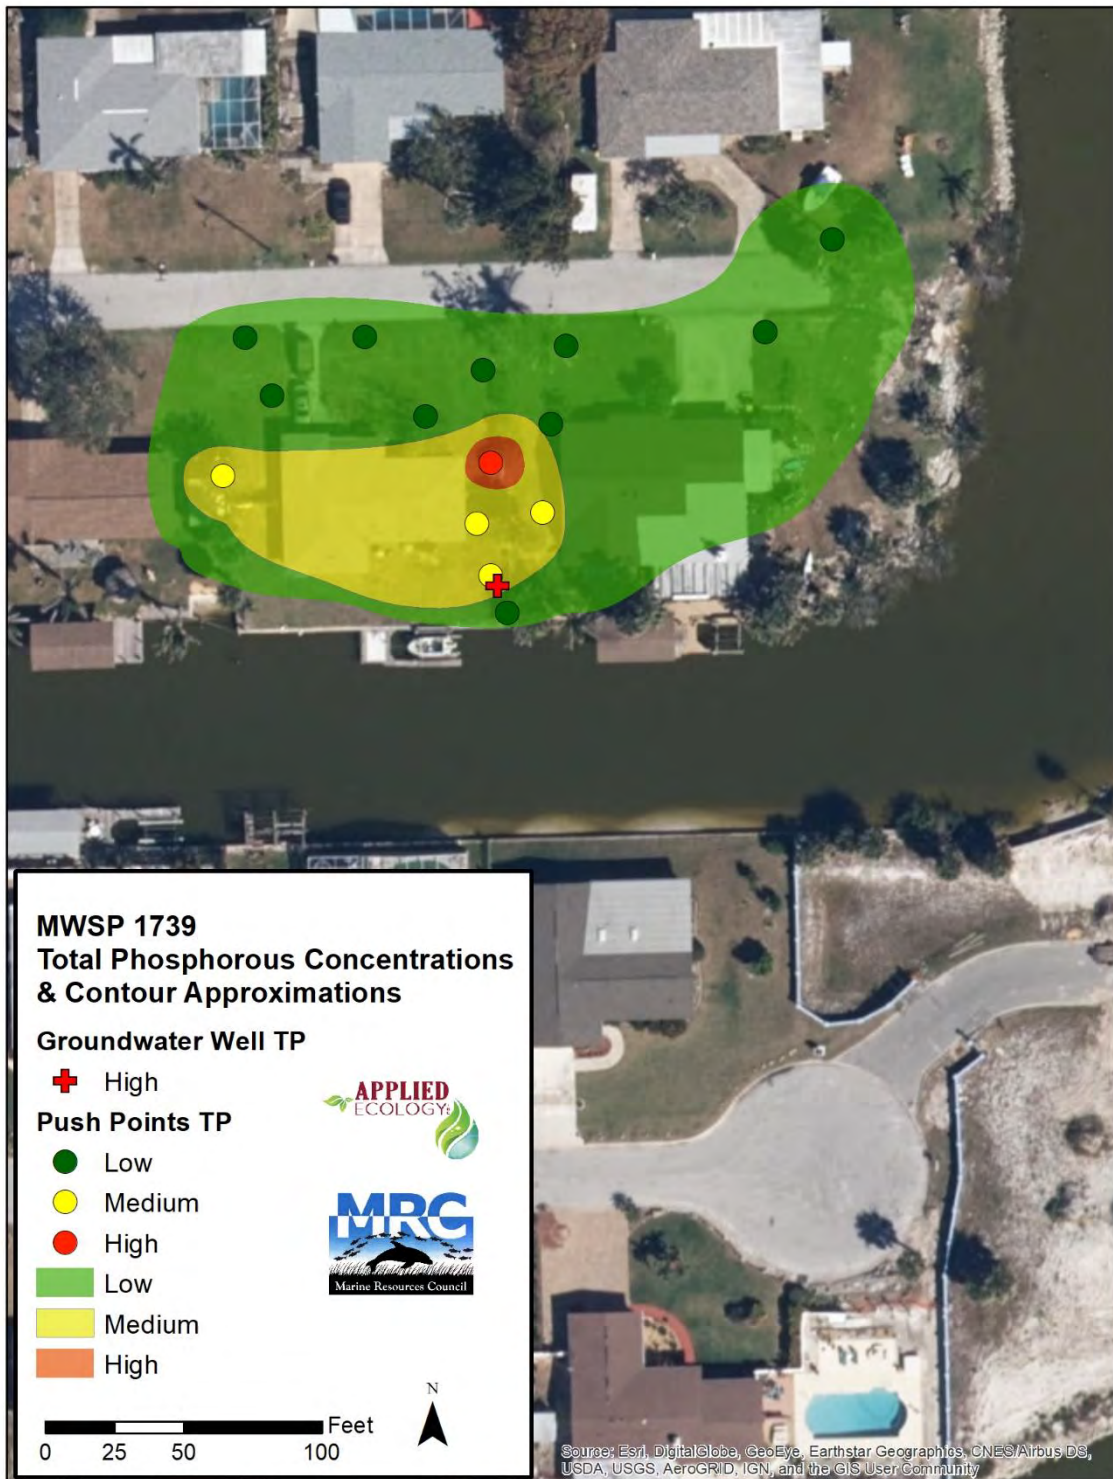 MWSP 1739
Total Phosphorous Concentrations
& Contour Approximations
Groundwater Well TP
High
Push Points TP
Low
Medium
High
Low
Medium
High
APPLIED
ECOLOGY
MRC
Marine Resources Council
N
Feet
0 25 50 100
Source: Esri, DigitalGlobe, GeoEye, Earthstar Geographics, CNES/Airbus DS,
USDA, USGS, AeroGRID, IGN, and the GIS User Community